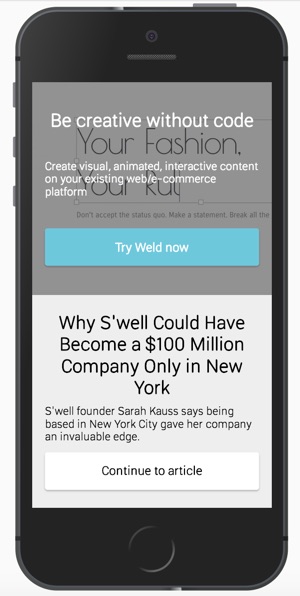 Be creative without code
Your Fashion,
Create visual, animated, interactive content
on your existing web/e-commerce
platform
Your Rul
Don't accept the status quo. Make a statement. Break all the
Try Weld now
Why S'well Could Have
Become a $100 Million
Company Only in New
York
S'well founder Sarah Kauss says being
based in New York City gave her company
an invaluable edge.
Continue to article